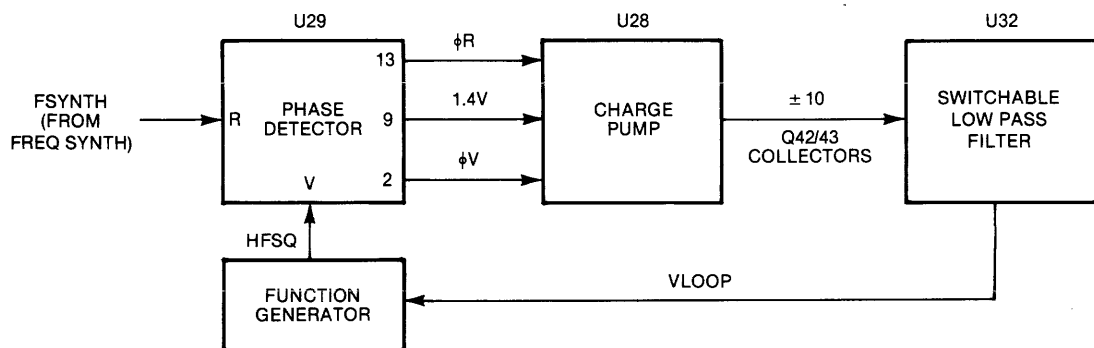 U29
U28
U32
FSYNTH
(FROM
FREQ SYNTH)
R
PHASE
DETECTOR
V
13
9
2
ϕR
1.4V
ϕV
CHARGE
PUMP
± 10
Q42/43
COLLECTORS
SWITCHABLE
LOW PASS
FILTER
HFSQ
VLOOP
FUNCTION
GENERATOR